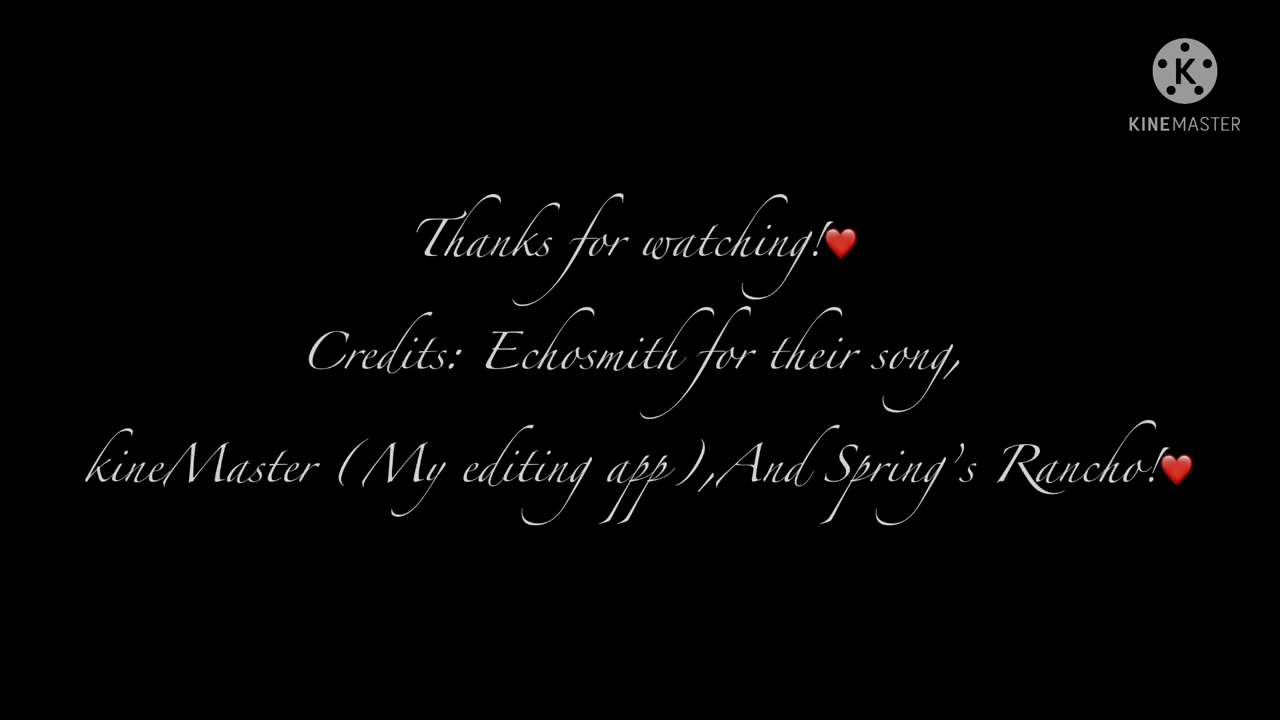 KINEMASTER
Thanks for watching!❤️
Credits: Echosmith for their song,
kineMaster (My editing app),And Spring's Rancho!❤️